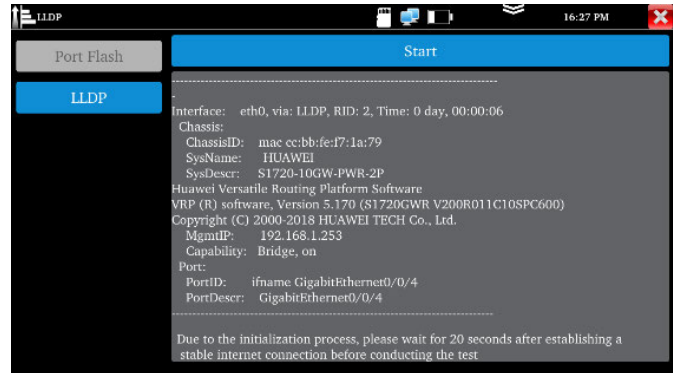 LLDP
16:27 PM
Port Flash
Start
LLDP
--------------------------------------------------------------------------------
-
Interface: eth0, via: LLDP, RID: 2, Time: 0 day, 00:00:06
Chassis:
ChassisID: mac cc:bb:fe:f7:1a:79
SysName: HUAWEI
SysDescr: S1720-10GW-PWR-2P
Huawei Versatile Routing Platform Software
VRP (R) software, Version 5.170 (S1720GWR V200R011C10SPC600)
Copyright (C) 2000-2018 HUAWEI TECH Co., Ltd.
MgmtIP: 192.168.1.253
Capability: Bridge, on
Port:
PortID: ifname GigabitEthernet0/0/4
PortDescr: GigabitEthernet0/0/4
--------------------------------------------------------------------------------
Due to the initialization process, please wait for 20 seconds after establishing a
stable internet connection before conducting the test